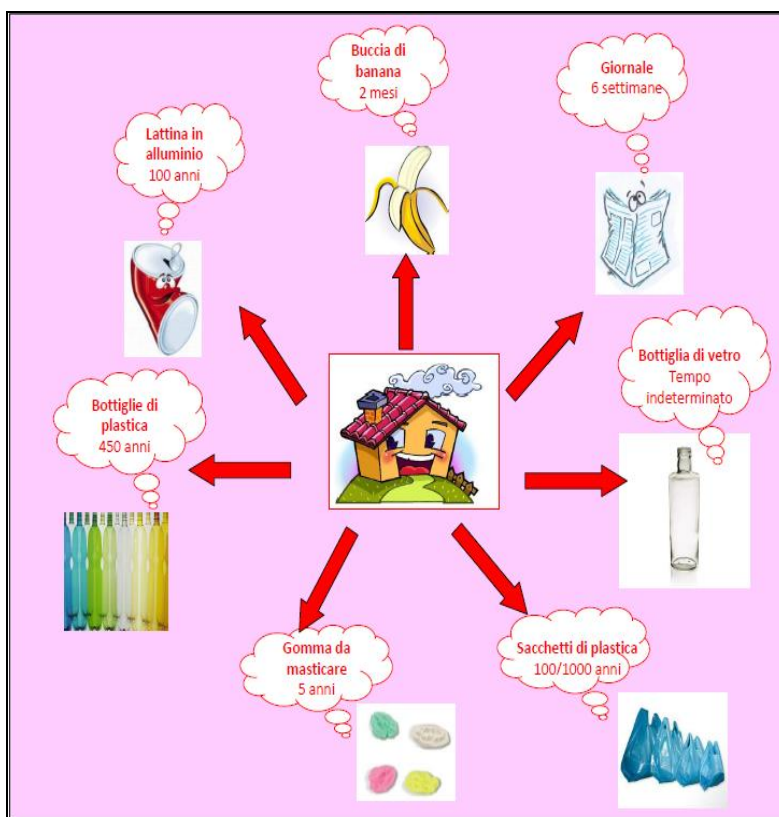 Buccia di
banana
2 mesi
Giornale
6 settimane
Lattina in
alluminio
100 anni
Bottiglia di vetro
Tempo
indeterminato
Bottiglie di
plastica
450 anni
Gomma da
masticare
5 anni
Sacchetti di plastica
100/1000 anni